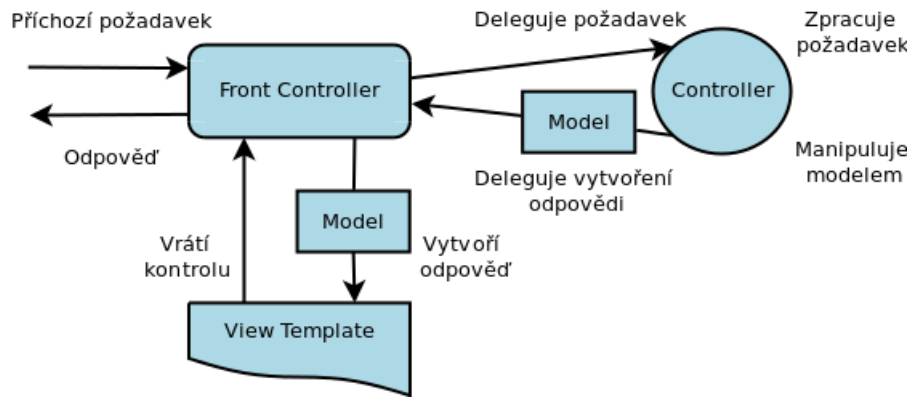 Příchozí požadavek
Deleguje požadavek
Zpracuje
požadavek
Front Controller
Controller
Model
Odpověď
Manipuluje
modelem
Deleguje vytvoření
odpovědi
Model
Vrátí
kontrolu
Vytvoří
odpověď
View Template